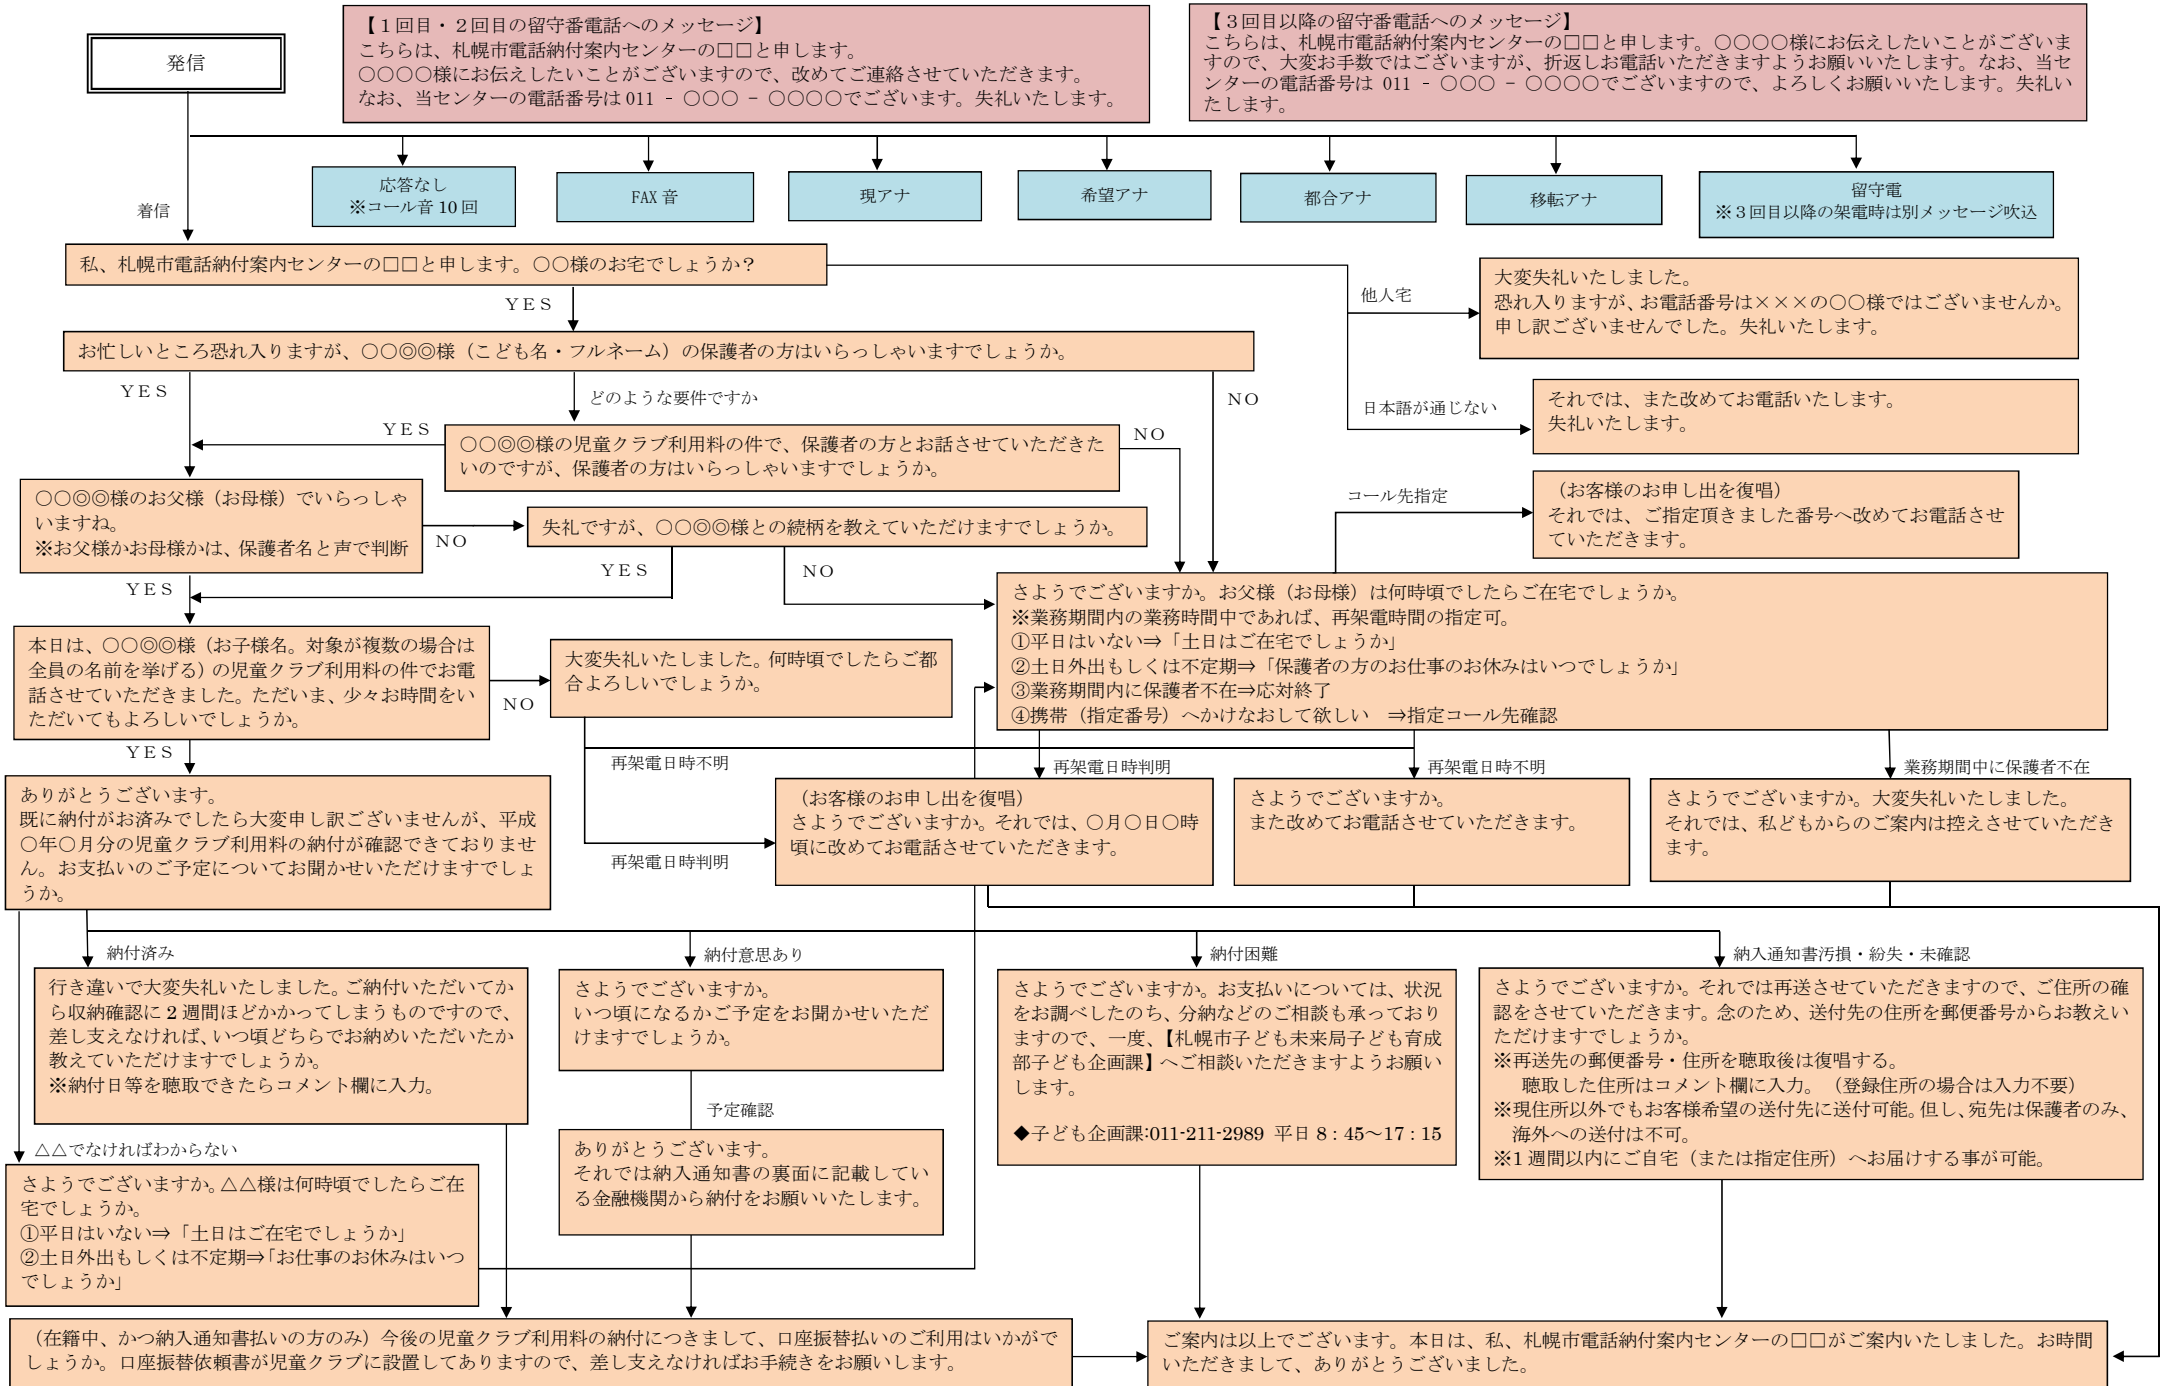 【１回目・２回目の留守番電話へのメッセージ】
こちらは、札幌市電話納付案内センターの□□と申します。
○○○○様にお伝えしたいことがございますので、改めてご連絡させていただきます。
なお、当センターの電話番号は 011 - ○○○ - ○○○○でございます。失礼いたします。
【３回目以降の留守番電話へのメッセージ】
こちらは、札幌市電話納付案内センターの□□と申します。○○○○様にお伝えしたいことがございま
すので、大変お手数ではございますが、折返しお電話いただきますようお願いいたします。なお、当セ
ンターの電話番号は 011 - ○○○ - ○○○○でございますので、よろしくお願いいたします。失礼い
たします。
発信
応答なし
※コール音 10 回
FAX 音
現アナ
希望アナ
都合アナ
移転アナ
留守電
※３回目以降の架電時は別メッセージ吹込
着信
私、札幌市電話納付案内センターの□□と申します。○○様のお宅でしょうか？
他人宅
大変失礼いたしました。
恐れ入りますが、お電話番号は×××の○○様ではございませんか。
申し訳ございませんでした。失礼いたします。
ＹＥＳ
お忙しいところ恐れ入りますが、○○◎◎様（こども名・フルネーム）の保護者の方はいらっしゃいますでしょうか。
ＹＥＳ
どのような要件ですか
ＮＯ
日本語が通じない
それでは、また改めてお電話いたします。
失礼いたします。
ＹＥＳ
○○◎◎様の児童クラブ利用料の件で、保護者の方とお話させていただきた
いのですが、保護者の方はいらっしゃいますでしょうか。
ＮＯ
○○◎◎様のお父様（お母様）でいらっしゃ
いますね。
※お父様かお母様かは、保護者名と声で判断
ＮＯ
失礼ですが、○○◎◎様との続柄を教えていただけますでしょうか。
コール先指定
（お客様のお申し出を復唱）
それでは、ご指定頂きました番号へ改めてお電話させ
ていただきます。
ＹＥＳ
ＹＥＳ
ＮＯ
さようでございますか。お父様（お母様）は何時頃でしたらご在宅でしょうか。
※業務期間内の業務時間中であれば、再架電時間の指定可。
①平日はいない⇒「土日はご在宅でしょうか」
②土日外出もしくは不定期⇒「保護者の方のお仕事のお休みはいつでしょうか」
③業務期間内に保護者不在⇒応対終了
④携帯（指定番号）へかけなおして欲しい　⇒指定コール先確認
本日は、○○◎◎様（お子様名。対象が複数の場合は
全員の名前を挙げる）の児童クラブ利用料の件でお電
話させていただきました。ただいま、少々お時間をい
ただいてもよろしいでしょうか。
ＮＯ
大変失礼いたしました。何時頃でしたらご都
合よろしいでしょうか。
ＹＥＳ
再架電日時不明
再架電日時判明
再架電日時判明
再架電日時不明
業務期間中に保護者不在
ありがとうございます。
既に納付がお済みでしたら大変申し訳ございませんが、平成
○年○月分の児童クラブ利用料の納付が確認できておりませ
ん。お支払いのご予定についてお聞かせいただけますでしょ
うか。
（お客様のお申し出を復唱）
さようでございますか。それでは、○月○日○時
頃に改めてお電話させていただきます。
さようでございますか。
また改めてお電話させていただきます。
さようでございますか。大変失礼いたしました。
それでは、私どもからのご案内は控えさせていただき
ます。
納付済み
行き違いで大変失礼いたしました。ご納付いただいてか
ら収納確認に 2 週間ほどかかってしまうものですので、
差し支えなければ、いつ頃どちらでお納めいただいたか
教えていただけますでしょうか。
※納付日等を聴取できたらコメント欄に入力。
納付意思あり
さようでございますか。
いつ頃になるかご予定をお聞かせいただ
けますでしょうか。
予定確認
ありがとうございます。
それでは納入通知書の裏面に記載してい
る金融機関から納付をお願いいたします。
納付困難
さようでございますか。お支払いについては、状況
をお調べしたのち、分納などのご相談も承っており
ますので、一度、【札幌市子ども未来局子ども育成
部子ども企画課】へご相談いただきますようお願い
します。
◆子ども企画課:011-211-2989 平日 8：45～17：15
納入通知書汚損・紛失・未確認
さようでございますか。それでは再送させていただきますので、ご住所の確
認をさせていただきます。念のため、送付先の住所を郵便番号からお教えい
ただけますでしょうか。
※再送先の郵便番号・住所を聴取後は復唱する。
聴取した住所はコメント欄に入力。（登録住所の場合は入力不要）
※現住所以外でもお客様希望の送付先に送付可能。但し、宛先は保護者のみ、
海外への送付は不可。
※1 週間以内にご自宅（または指定住所）へお届けする事が可能。
△△でなければわからない
さようでございますか。△△様は何時頃でしたらご在
宅でしょうか。
①平日はいない⇒「土日はご在宅でしょうか」
②土日外出もしくは不定期⇒「お仕事のお休みはいつ
でしょうか」
（在籍中、かつ納入通知書払いの方のみ）今後の児童クラブ利用料の納付につきまして、口座振替払いのご利用はいかがで
しょうか。口座振替依頼書が児童クラブに設置してありますので、差し支えなければお手続きをお願いします。
ご案内は以上でございます。本日は、私、札幌市電話納付案内センターの□□がご案内いたしました。お時間
いただきまして、ありがとうございました。